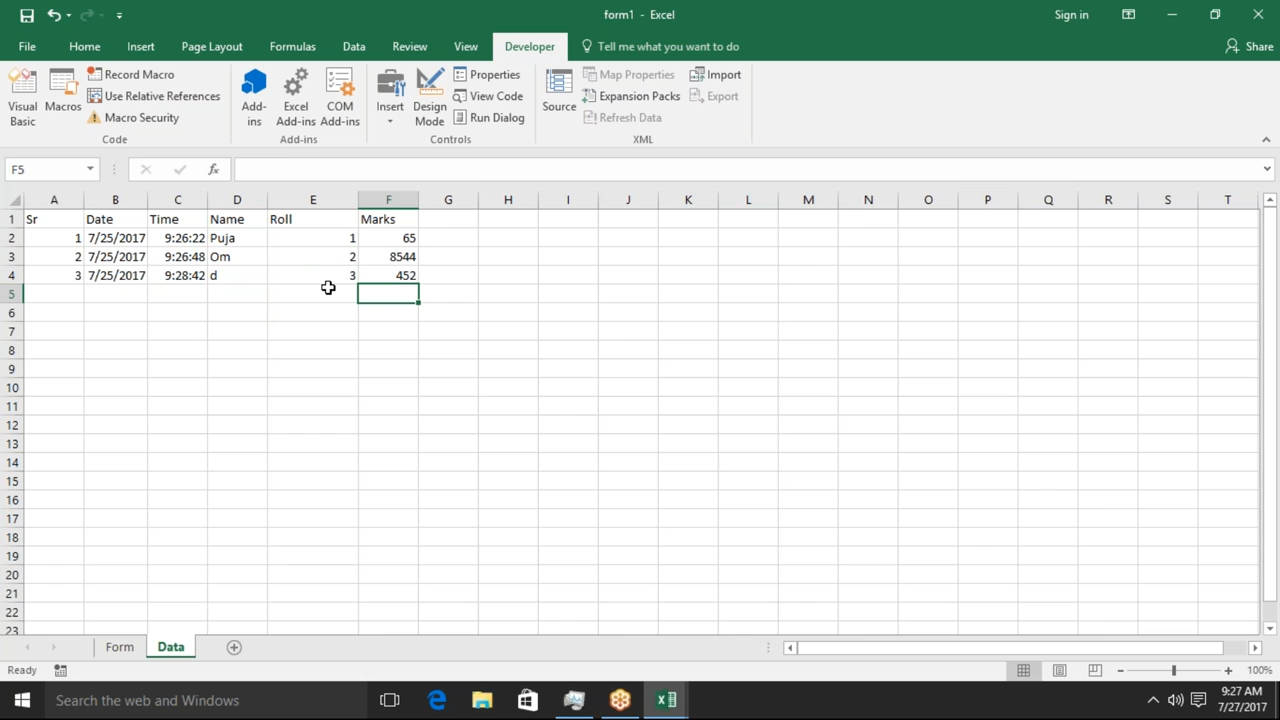 form1 - Excel
Sign in
File Home Insert Page Layout Formulas Data Review View Developer Tell me what you want to do Share
Visual Basic
Macros
Record Macro
Use Relative References
Macro Security
Code
Add-ins
Excel Add-ins
COM Add-ins
Add-ins
Insert
Design Mode
Properties
View Code
Run Dialog
Controls
Source
Map Properties
Expansion Packs
Refresh Data
Import
Export
XML
F5
fx
A B C D E F G H I J K L M N O P Q R S T
1 Sr Date Time Name Roll Marks
2 1 7/25/2017 9:26:22 Puja 1 65
3 2 7/25/2017 9:26:48 Om 2 8544
4 3 7/25/2017 9:28:42 d 3 452
5
6
7
8
9
10
11
12
13
14
15
16
17
18
19
20
21
22
23
Form Data
Ready
100%
Search the web and Windows
9:27 AM
7/27/2017